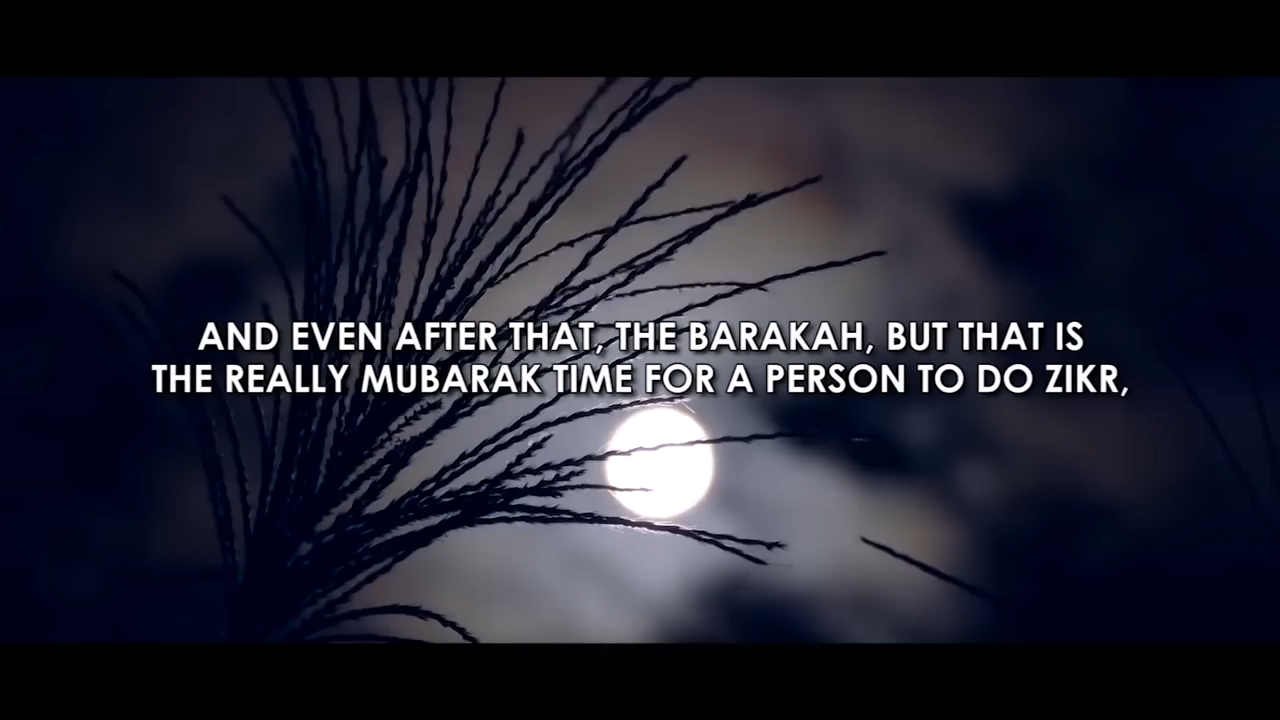 AND EVEN AFTER THAT, THE BARAKAH, BUT THAT IS
THE REALLY MUBARAK TIME FOR A PERSON TO DO ZIKR,